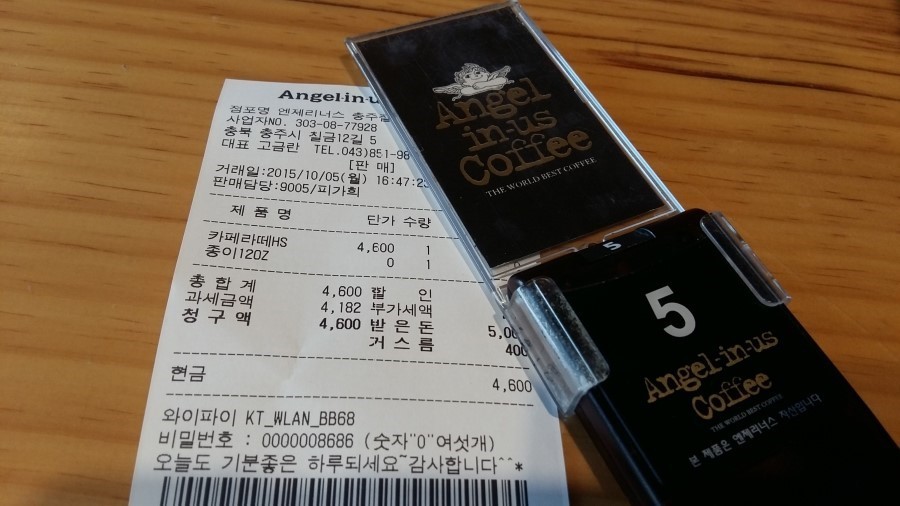 Angel-in-u
점포명 엔제리너스 충주
사업자NO. 303-08-77928
충북 충주시 칠금12길 5
대표 고금란 TEL.043)851-98
[판 매]
거래일:2015/10/05(월) 16:47:23
판매담당:9005/피가희
제 품 명 단가 수량
카페라떼HS 4,600 1
종이120Z 0 1
총 합 계 4,600 할 인
과세금액 4,182 부가세액
청 구 액 4,600 받 은 돈 5,00
거 스 름 400
현금 4,600
와이파이 KT_WLAN_BB68
비밀번호 : 0000008686 (숫자"0"여섯개)
오늘도 기분좋은 하루되세요~감사합니다^^*
Angel
in-us
Coffee
THE WORLD BEST COFFEE
5
5
Angel-in-us
Coffee
THE WORLD BEST COFFEE
본 제품은 엔제리너스 자산입니다